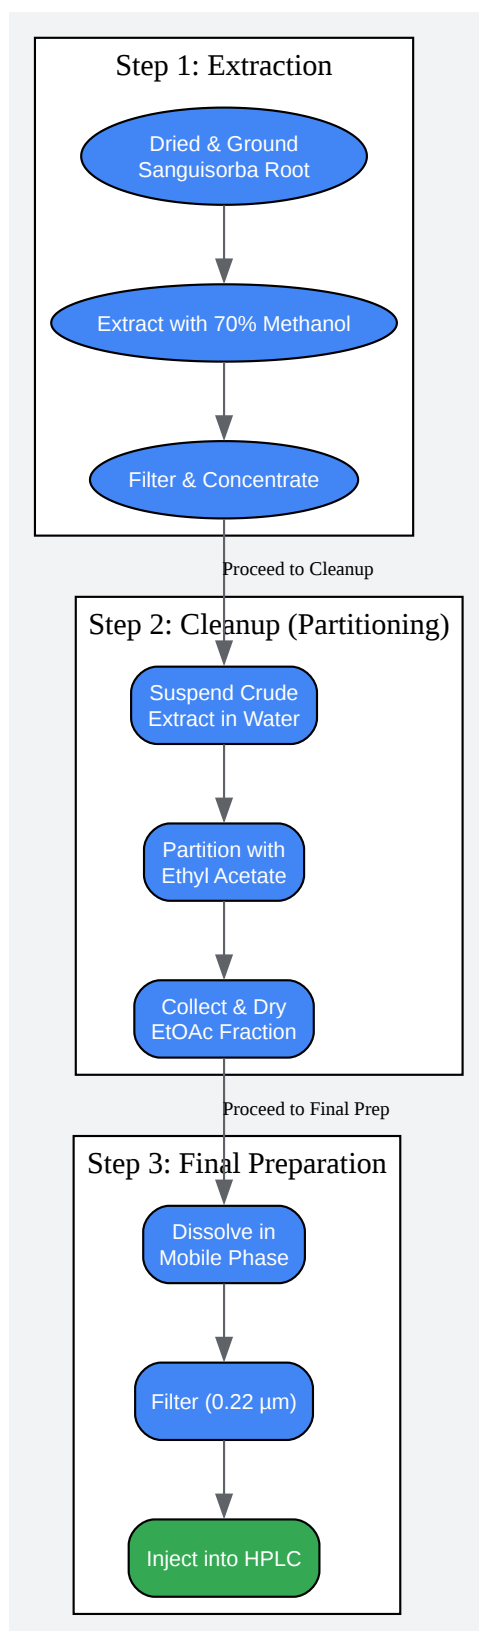 Step 1: Extraction
Dried & Ground
Sanguisorba Root
Extract with 70% Methanol
Filter & Concentrate
Proceed to Cleanup
Step 2: Cleanup (Partitioning)
Suspend Crude
Extract in Water
Partition with
Ethyl Acetate
Collect & Dry
EtOAc Fraction
Proceed to Final Prep
Step 3: Final Preparation
Dissolve in
Mobile Phase
Filter (0.22 µm)
Inject into HPLC